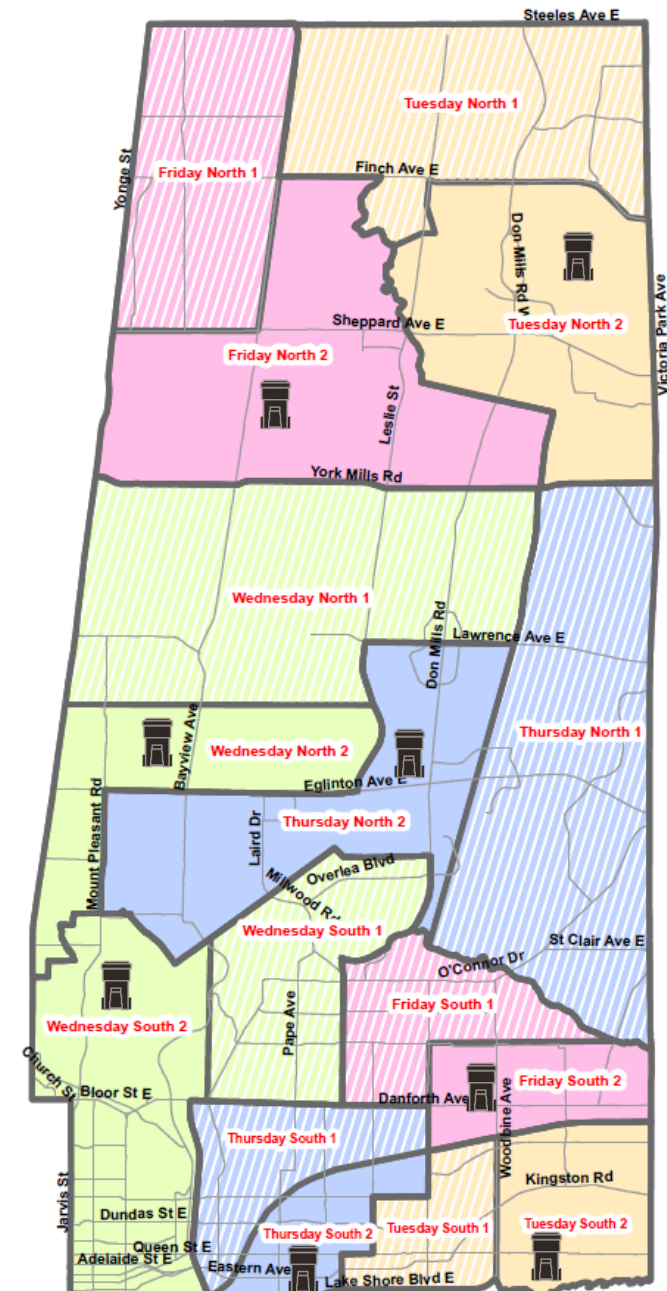 Steeles Ave E
Tuesday North 1
Yonge St
Friday North 1
Finch Ave E
Don Mills Rd
Victoria Park Ave
Sheppard Ave E
Tuesday North 2
Friday North 2
Leslie St
York Mills Rd
Wednesday North 1
Don Mills Rd
Lawrence Ave E
Bayview Ave
Thursday North 1
Wednesday North 2
Eglinton Ave E
Mount Pleasant Rd
Laird Dr
Thursday North 2
Overlea Blvd
Millwood Rd
Wednesday South 1
St Clair Ave E
O'Connor Dr
Pape Ave
Friday South 1
Wednesday South 2
Church St
Bloor St E
Danforth Ave
Woodbine Ave
Friday South 2
Thursday South 1
Jarvis St
Kingston Rd
Dundas St E
Thursday South 2
Tuesday South 1
Tuesday South 2
Queen St E
Adelaide St E
Eastern Ave
Lake Shore Blvd E